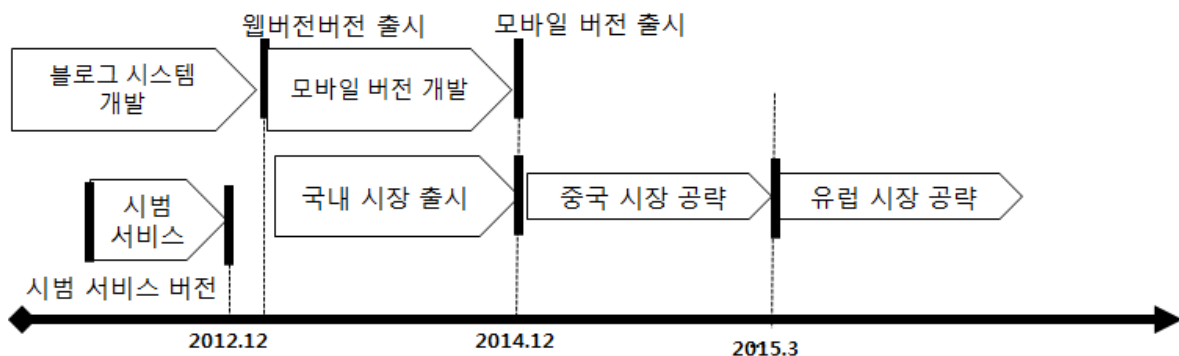 웹버전버전 출시
모바일 버전 출시
블로그 시스템
개발
모바일 버전 개발
시범
서비스
국내 시장 출시
중국 시장 공략
유럽 시장 공략
시범 서비스 버전
2012.12
2014.12
2015.3